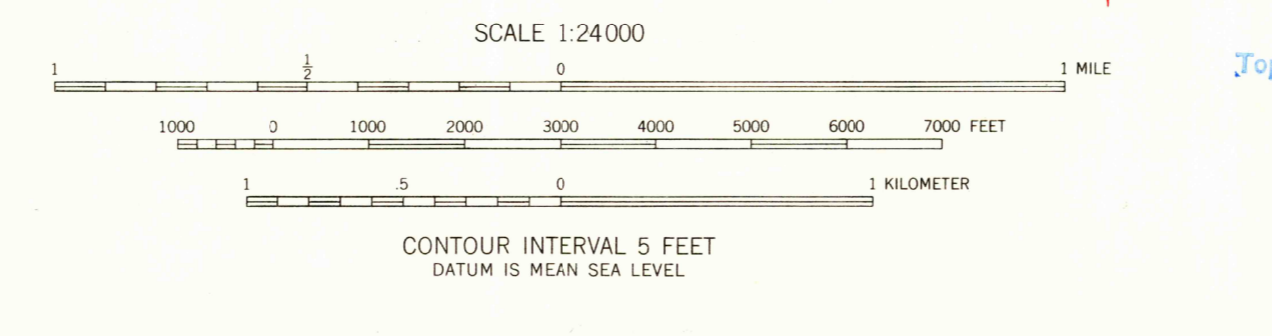 SCALE 1:24000
1 ½ 0 1 MILE
1000 0 1000 2000 3000 4000 5000 6000 7000 FEET
1 .5 0 1 KILOMETER
CONTOUR INTERVAL 5 FEET
DATUM IS MEAN SEA LEVEL